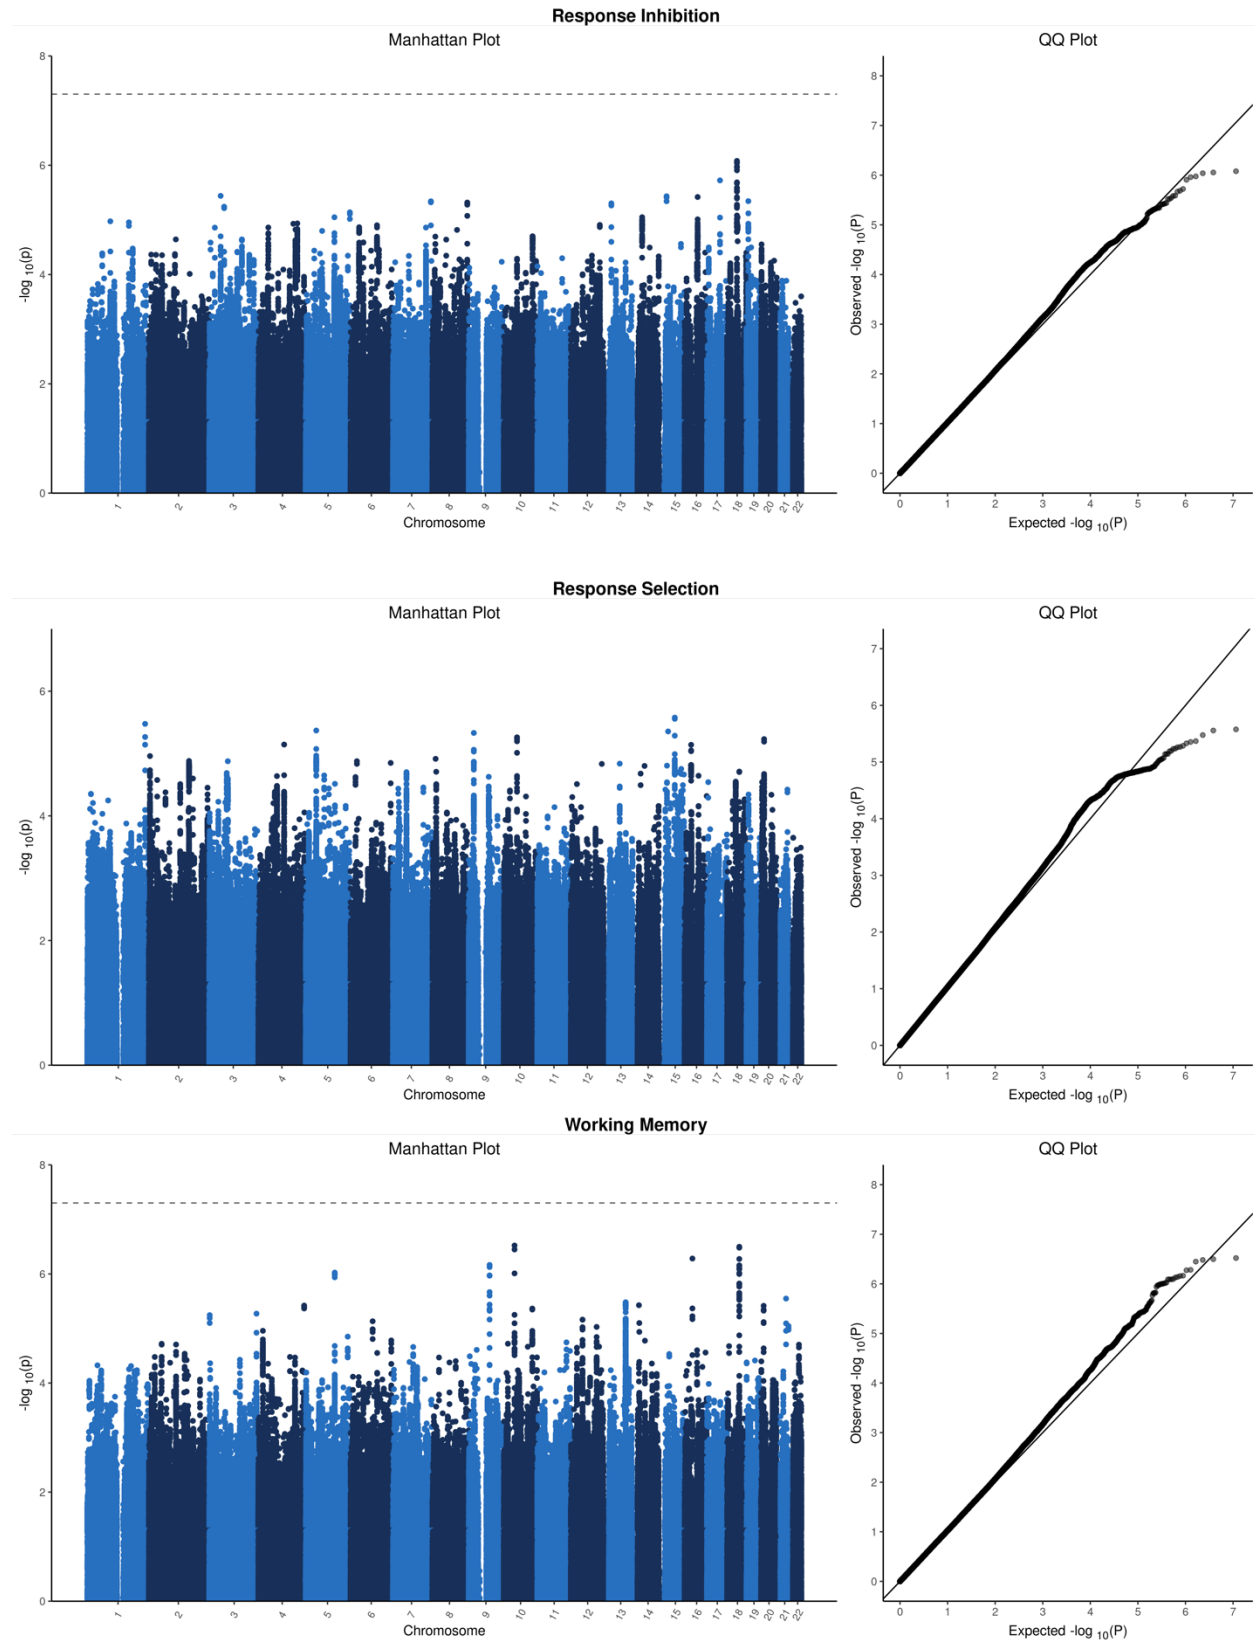 Response Inhibition
Manhattan Plot
QQ Plot
8
6
4
2
0
-log 10(p)
1 2 3 4 5 6 7 8 9 10 11 12 13 14 15 16 17 18 19 20 21 22
Chromosome
8
7
6
5
4
3
2
1
0
Observed -log 10(P)
0 1 2 3 4 5 6 7
Expected -log 10(P)
Response Selection
Manhattan Plot
QQ Plot
6
4
2
0
-log 10(p)
1 2 3 4 5 6 7 8 9 10 11 12 13 14 15 16 17 18 19 20 21 22
Chromosome
7
6
5
4
3
2
1
0
Observed -log 10(P)
0 1 2 3 4 5 6 7
Expected -log 10(P)
Working Memory
Manhattan Plot
QQ Plot
8
6
4
2
0
-log 10(p)
1 2 3 4 5 6 7 8 9 10 11 12 13 14 15 16 17 18 19 20 21 22
Chromosome
8
7
6
5
4
3
2
1
0
Observed -log 10(P)
0 1 2 3 4 5 6 7
Expected -log 10(P)